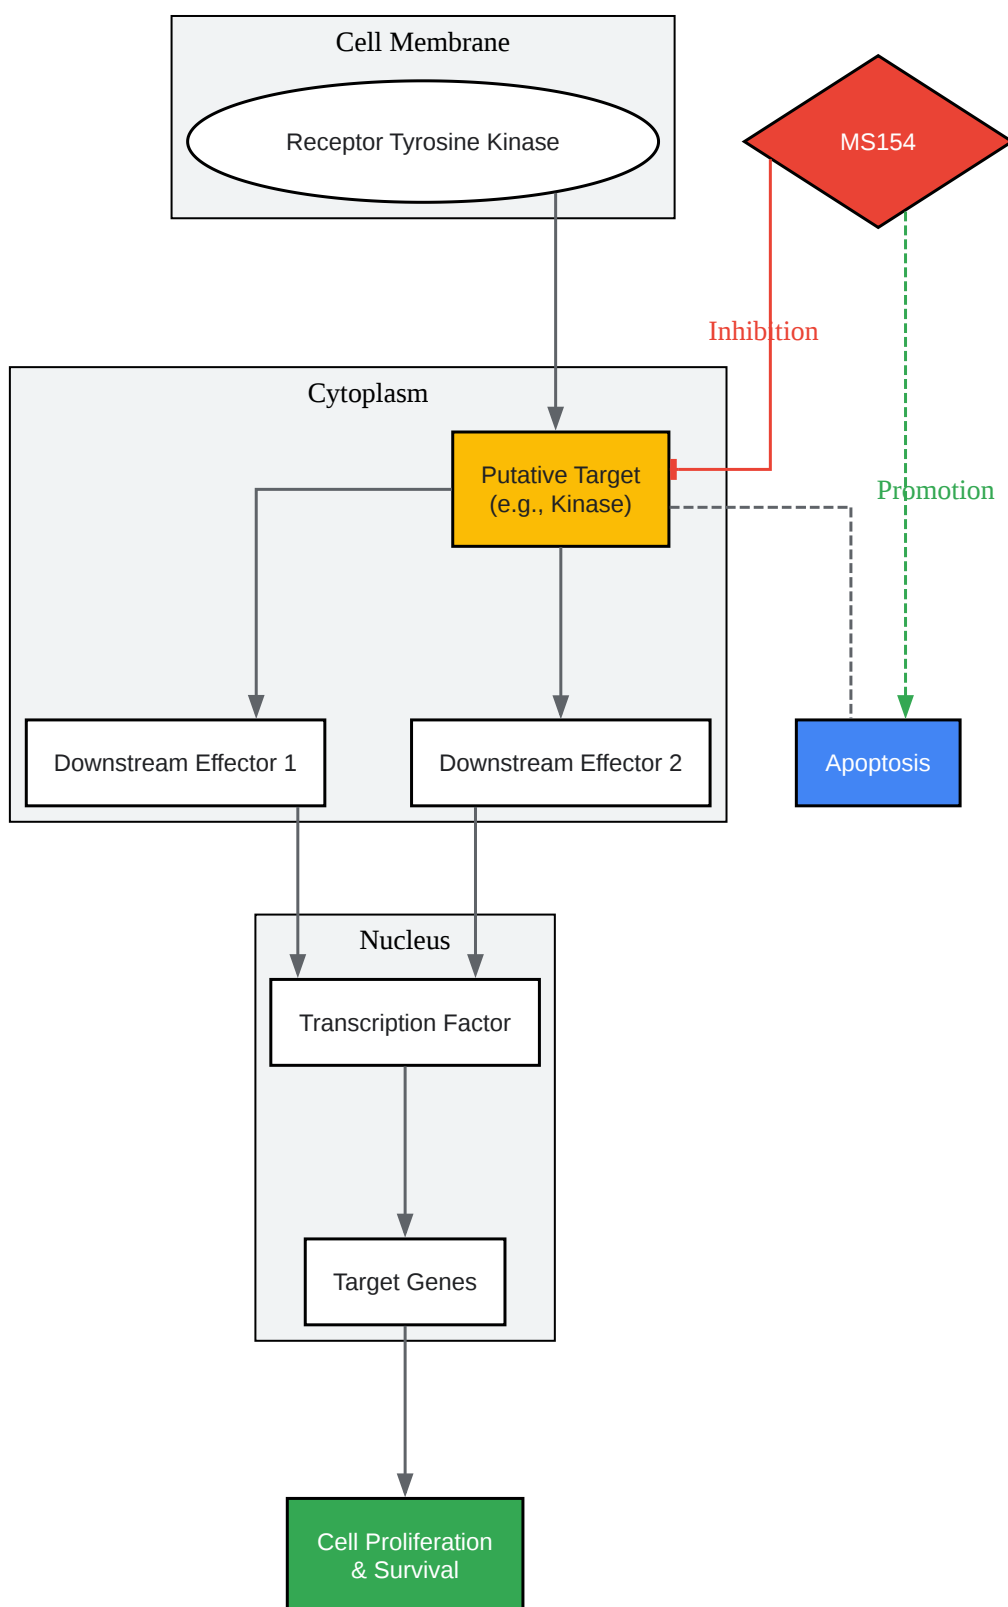 Cell Membrane
Receptor Tyrosine Kinase
MS154
Inhibition
Cytoplasm
Putative Target
(e.g., Kinase)
Promotion
Downstream Effector 1
Downstream Effector 2
Apoptosis
Nucleus
Transcription Factor
Target Genes
Cell Proliferation
& Survival